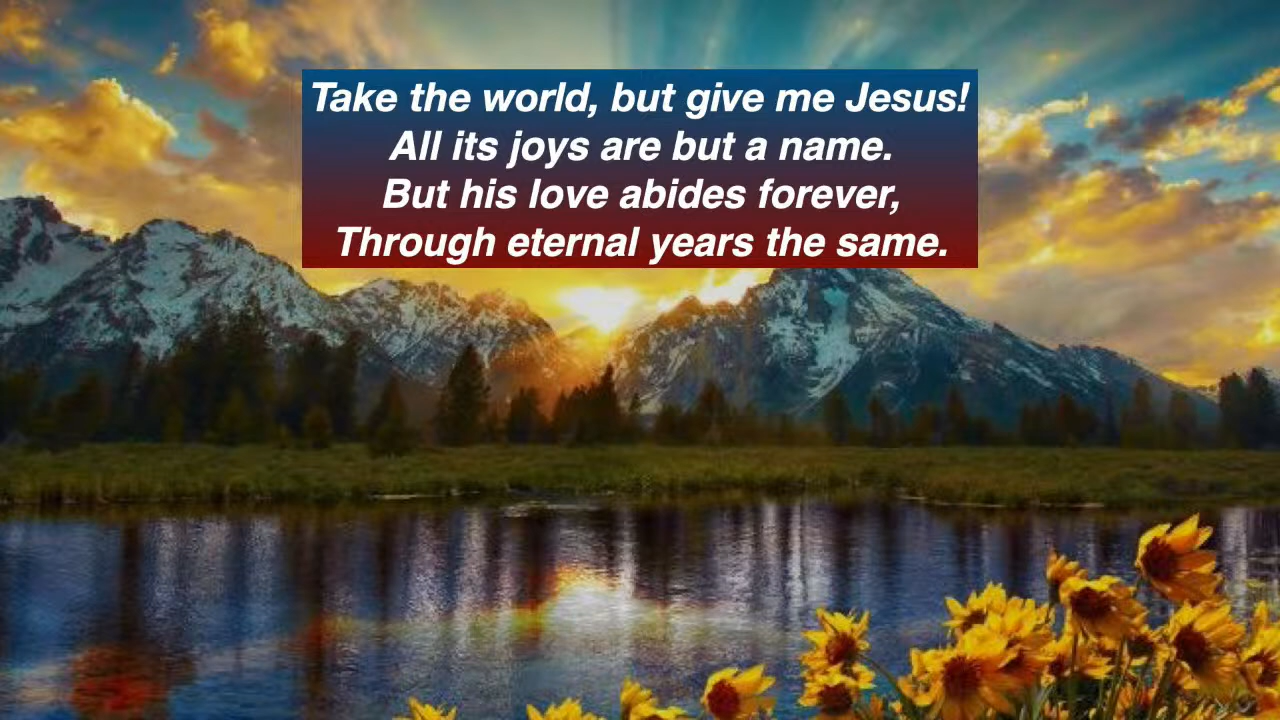 Take the world, but give me Jesus!
All its joys are but a name.
But his love abides forever,
Through eternal years the same.